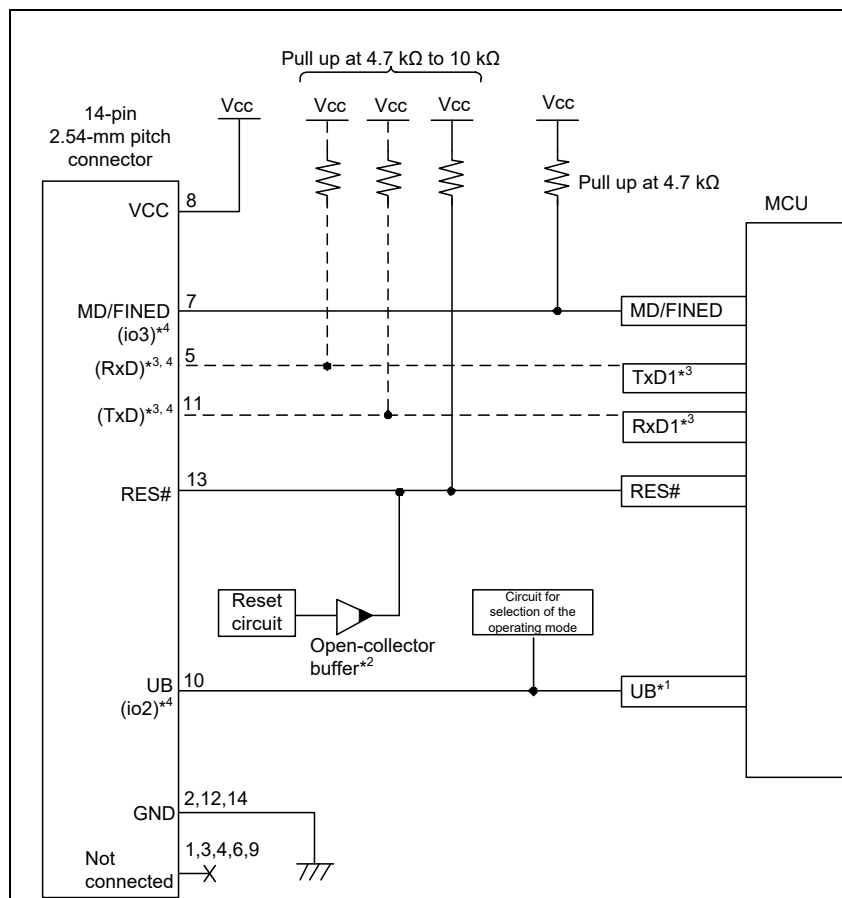 Pull up at 4.7 kΩ to 10 kΩ
14-pin
2.54-mm pitch
connector
Vcc
Vcc
Vcc
Vcc
Vcc
Pull up at 4.7 kΩ
MCU
VCC
8
MD/FINED
(io3)*4
7
MD/FINED
(RxD)*3, 4
5
TxD1*3
(TxD)*3, 4
11
RxD1*3
RES#
13
RES#
Reset
circuit
Open-collector
buffer*2
Circuit for
selection of the
operating mode
UB
(io2)*4
10
UB*1
GND
2,12,14
Not
connected
1,3,4,6,9